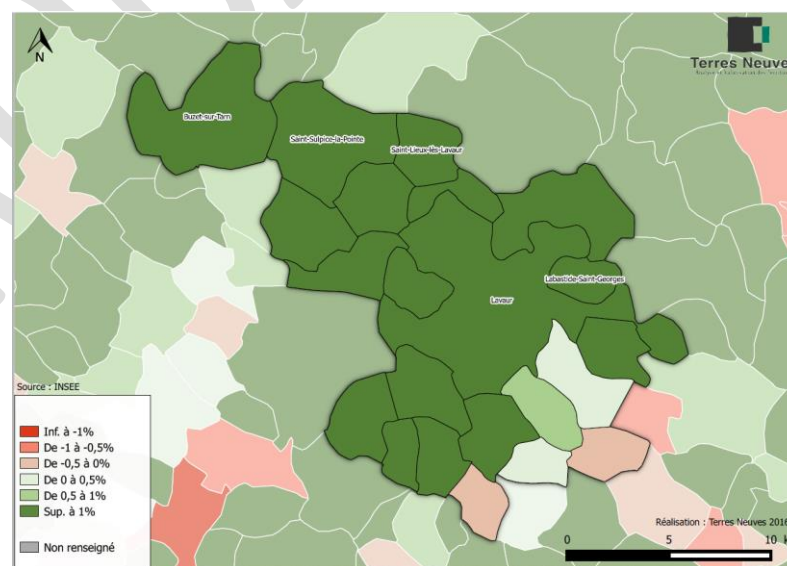 N
Terres Neuves
Buzet-sur-Tarn
Saint-Sulpice-la-Pointe
Saint-Lieux-lès-Lavaur
Labastide-Saint-Georges
Lavaur
Source : INSEE
Inf. à -1%
De -1 à -0,5%
De -0,5 à 0%
De 0 à 0,5%
De 0,5 à 1%
Sup. à 1%
Non renseigné
Réalisation : Terres Neuves 2016
0 5 10 k